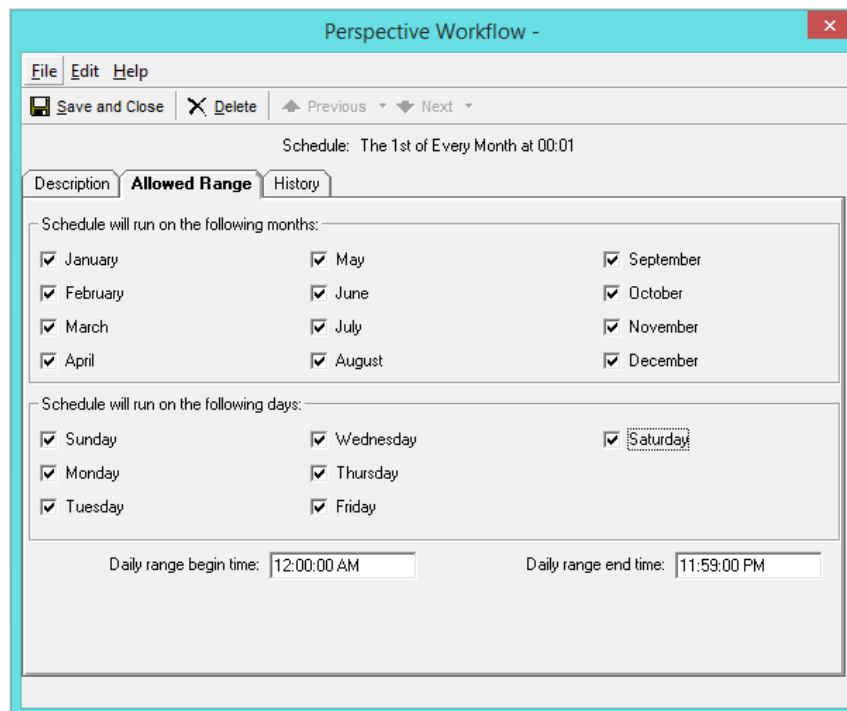 Perspective Workflow -
File Edit Help
Save and Close Delete Previous Next
Schedule: The 1st of Every Month at 00:01
Description Allowed Range History
Schedule will run on the following months:
January May September
February June October
March July November
April August December
Schedule will run on the following days:
Sunday Wednesday Saturday
Monday Thursday
Tuesday Friday
Daily range begin time: 12:00:00 AM Daily range end time: 11:59:00 PM